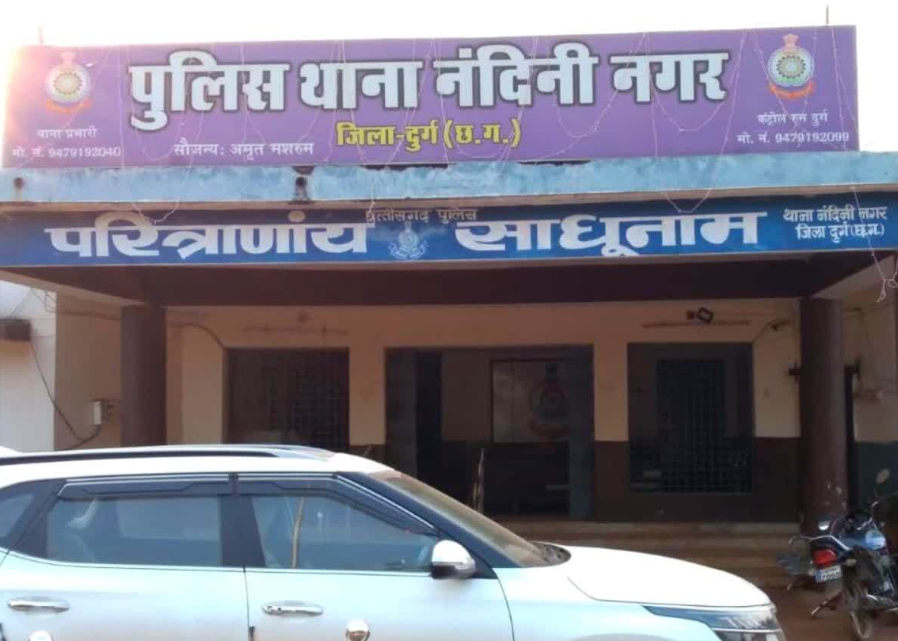 पुलिस थाना नंदिनी नगर
जिला-दुर्ग (छ.ग.)
थाना प्रभारी
मो. नं. 9479192040
सौजन्य: अमृत मशरुम
कंट्रोल रुम दुर्ग
मो. नं. 9479192099
छत्तीसगढ़ पुलिस
परित्राणांय साधूनाम
थाना नंदिनी नगर
जिला दुर्ग (छ.ग.)